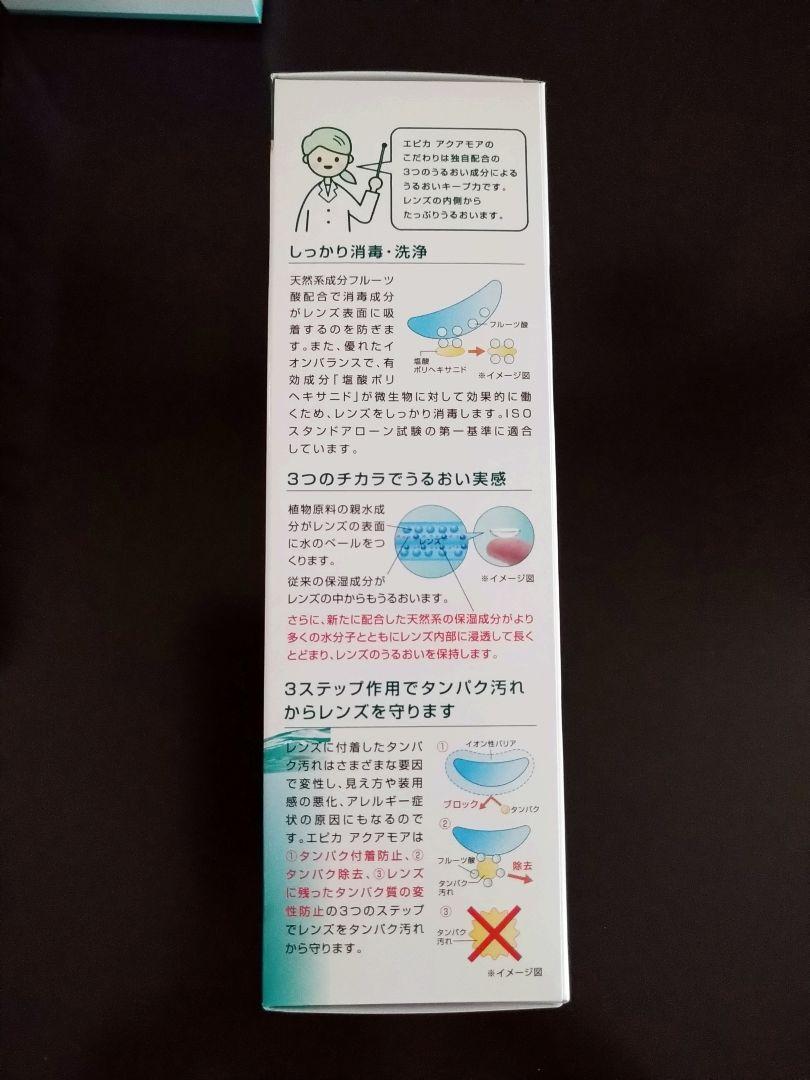 エピカ アクアモアの
こだわりは独自配合の
3つのうるおい成分による
うるおいキープ力です。
レンズの内側から
たっぷりうるおいます。
しっかり消毒・洗浄
天然系成分フルーツ
酸配合で消毒成分
がレンズ表面に吸
着するのを防ぎま
す。また、優れたイ
オンバランスで、有
効成分「塩酸ポリ
ヘキサニド」が微生物に対して効果的に働
くため、レンズをしっかり消毒します。ISO
スタンドアローン試験の第一基準に適合
しています。
フルーツ酸
塩酸
ポリヘキサニド
※イメージ図
3つのチカラでうるおい実感
植物原料の親水成
分がレンズの表面
に水のベールをつ
くります。
従来の保湿成分が
レンズの中からもうるおいます。
レンズ
※イメージ図
さらに、新たに配合した天然系の保湿成分がより
多くの水分子とともにレンズ内部に浸透して長く
とどまり、レンズのうるおいを保持します。
3ステップ作用でタンパク汚れ
からレンズを守ります
レンズに付着したタンパ
ク汚れはさまざまな要因
で変性し、見え方や装用
感の悪化、アレルギー症
状の原因にもなるので
す。エピカ アクアモアは
①タンパク付着防止、②
タンパク除去、③レンズ
に残ったタンパク質の変
性防止の3つのステップ
でレンズをタンパク汚れ
から守ります。
①
イオン性バリア
ブロック
タンパク
②
フルーツ酸
除去
タンパク
汚れ
③
タンパク
汚れ
※イメージ図